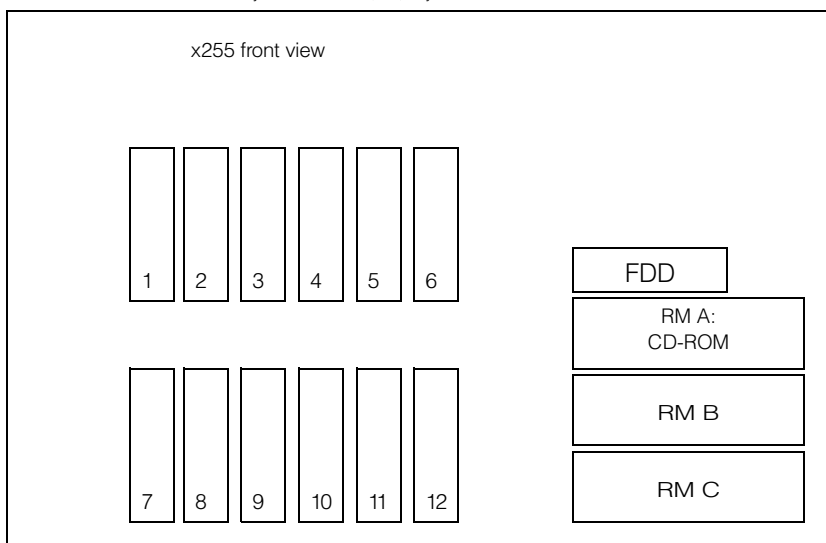 x255 front view
1 2 3 4 5 6
FDD
RM A:
CD-ROM
RM B
7 8 9 10 11 12
RM C